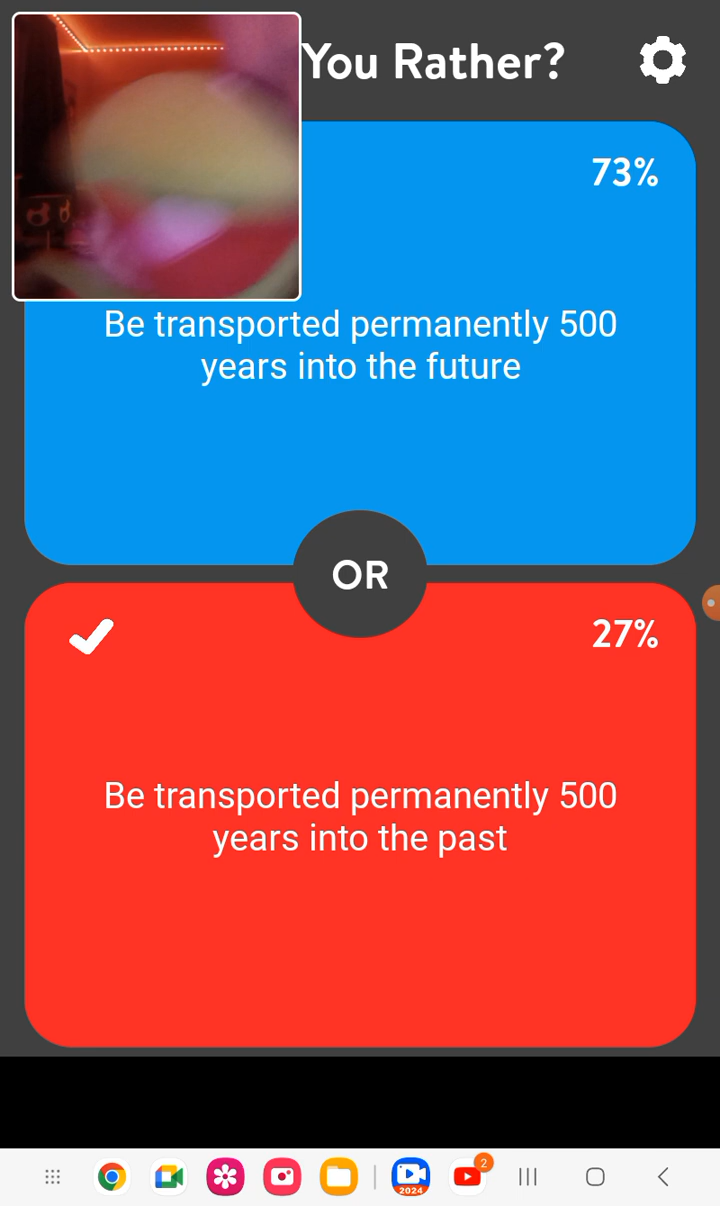 You Rather?
73%
Be transported permanently 500
years into the future
OR
27%
Be transported permanently 500
years into the past
2
2024